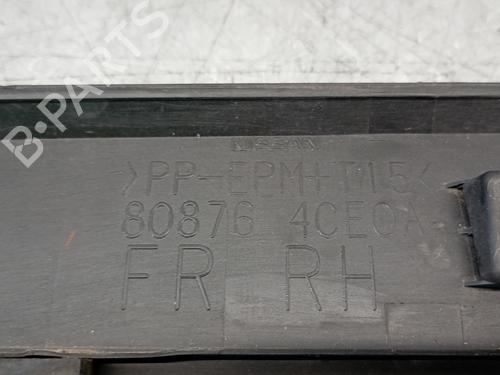 B-PARTS
NISSAN
>PP-EPM+T15<
80876 4CE0A
FR RH